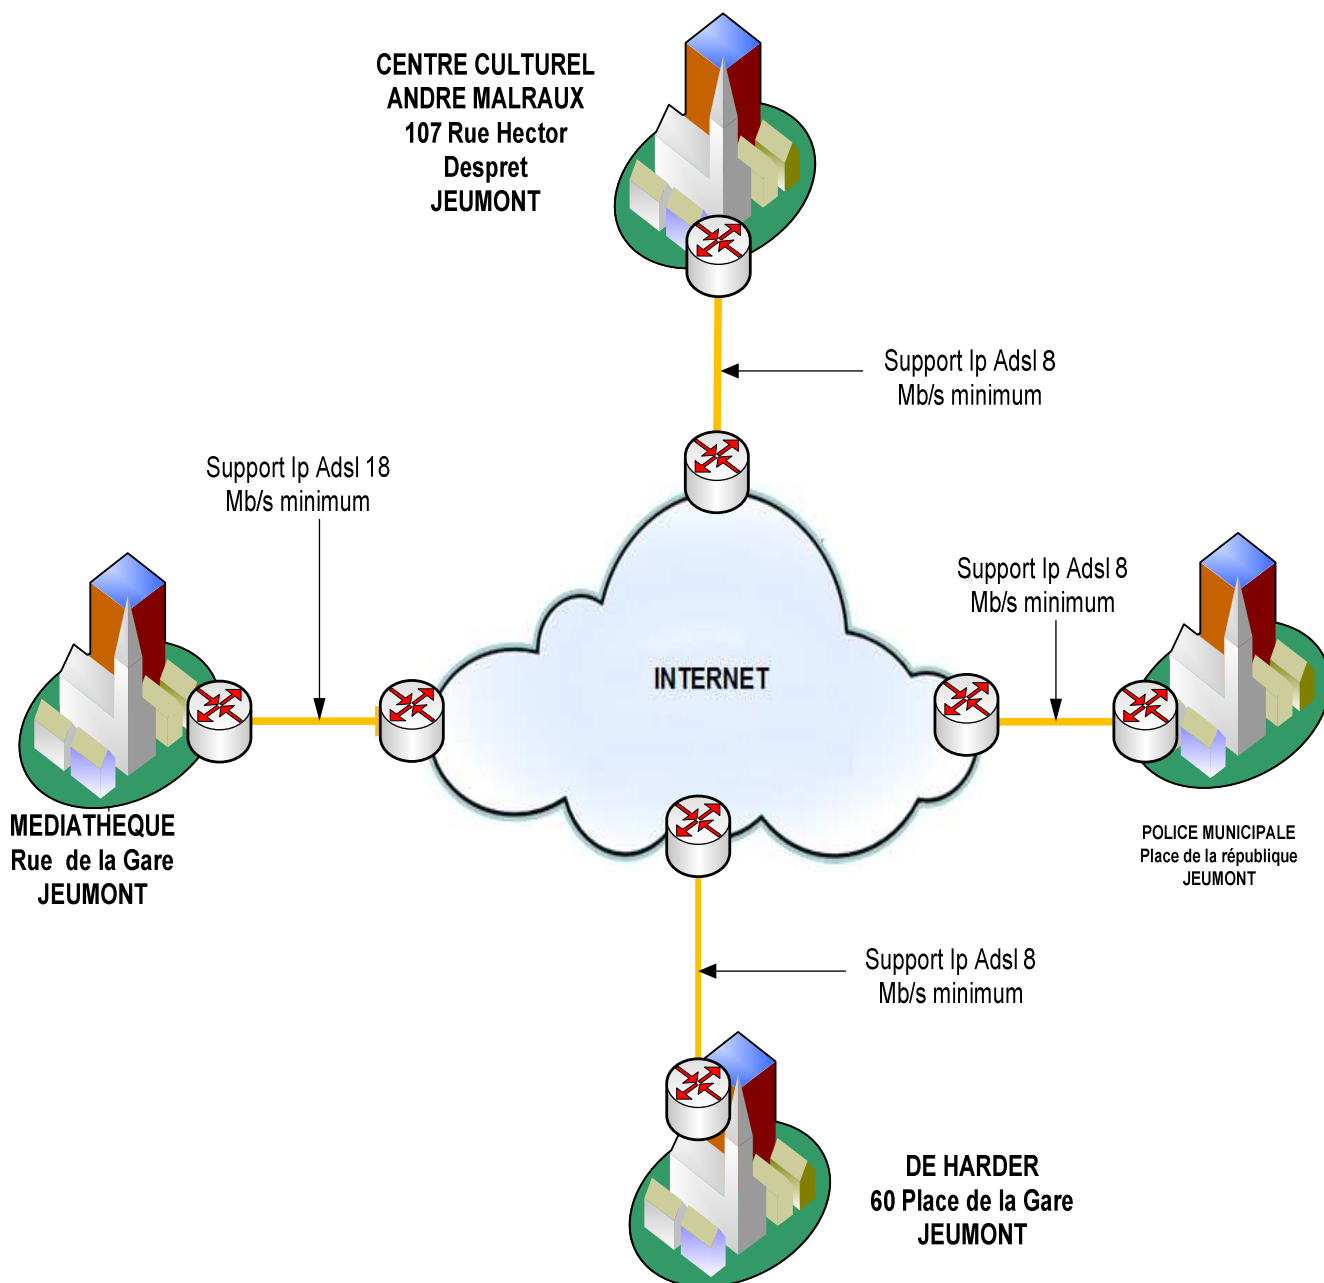 CENTRE CULTUREL
ANDRE MALRAUX
107 Rue Hector
Despret
JEUMONT
Support Ip Adsl 8
Mb/s minimum
Support Ip Adsl 18
Mb/s minimum
Support Ip Adsl 8
Mb/s minimum
INTERNET
MEDIATHEQUE
Rue de la Gare
JEUMONT
POLICE MUNICIPALE
Place de la république
JEUMONT
Support Ip Adsl 8
Mb/s minimum
DE HARDER
60 Place de la Gare
JEUMONT